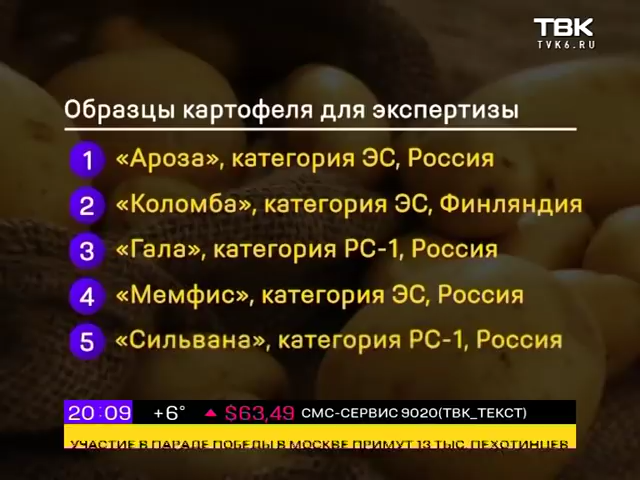 ТВК
TVK6.RU
Образцы картофеля для экспертизы
1 «Ароза», категория ЭС, Россия
2 «Коломба», категория ЭС, Финляндия
3 «Гала», категория РС-1, Россия
4 «Мемфис», категория ЭС, Россия
5 «Сильвана», категория РС-1, Россия
20:09 +6° ▲ $63,49 СМС-СЕРВИС 9020(ТВК_ТЕКСТ)
УЧАСТИЕ В ПАРАДЕ ПОБЕДЫ В МОСКВЕ ПРИМУТ 13 ТЫС. ПЕХОТИНЦЕВ